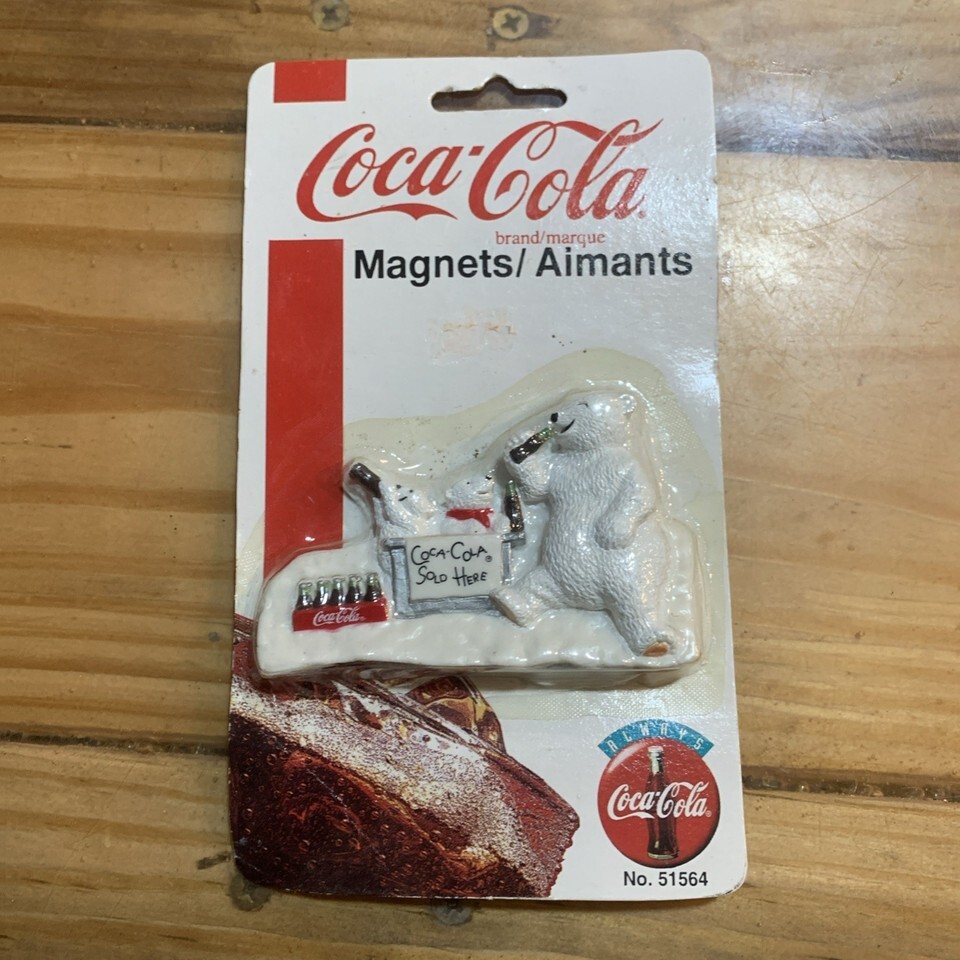 Coca-Cola®
brand/marque
Magnets/ Aimants
COCA-COLA®
SOLD HERE
Coca-Cola®
ALWAYS
Coca-Cola®
No. 51564